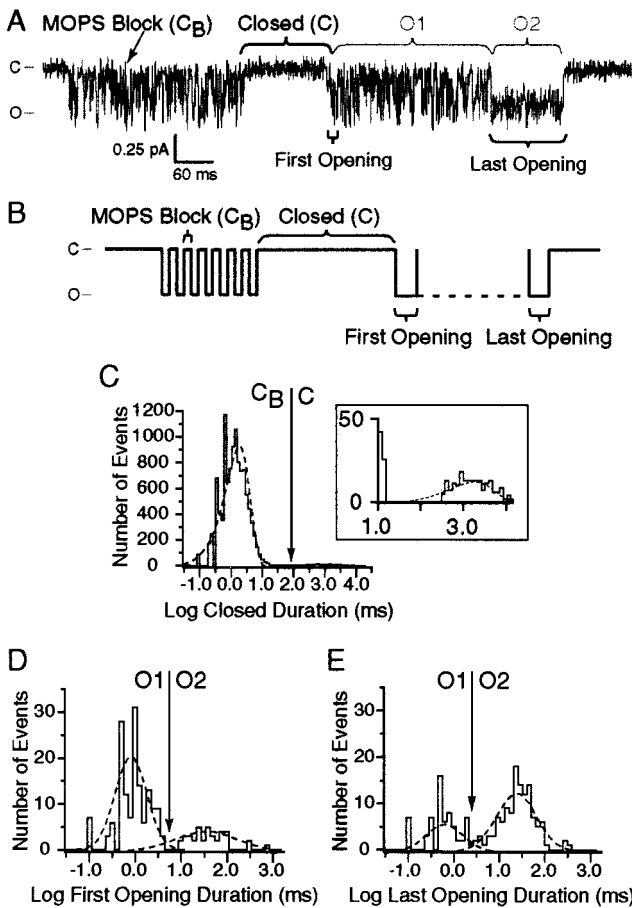 A
MOPS Block (CB) Closed (C) O1 O2
C–
O–
0.25 pA
60 ms
First Opening
Last Opening
B
MOPS Block (CB) Closed (C)
C–
O–
First Opening Last Opening
C
CB C
Number of Events
1200
1000
800
600
400
200
0
-1.0 0.0 1.0 2.0 3.0 4.0
Log Closed Duration (ms)
50
0
1.0 3.0
D
O1 O2
Number of Events
30
20
10
0
-1.0 0.0 1.0 2.0 3.0
Log First Opening Duration (ms)
E
O1 O2
Number of Events
30
20
10
0
-1.0 0.0 1.0 2.0 3.0
Log Last Opening Duration (ms)